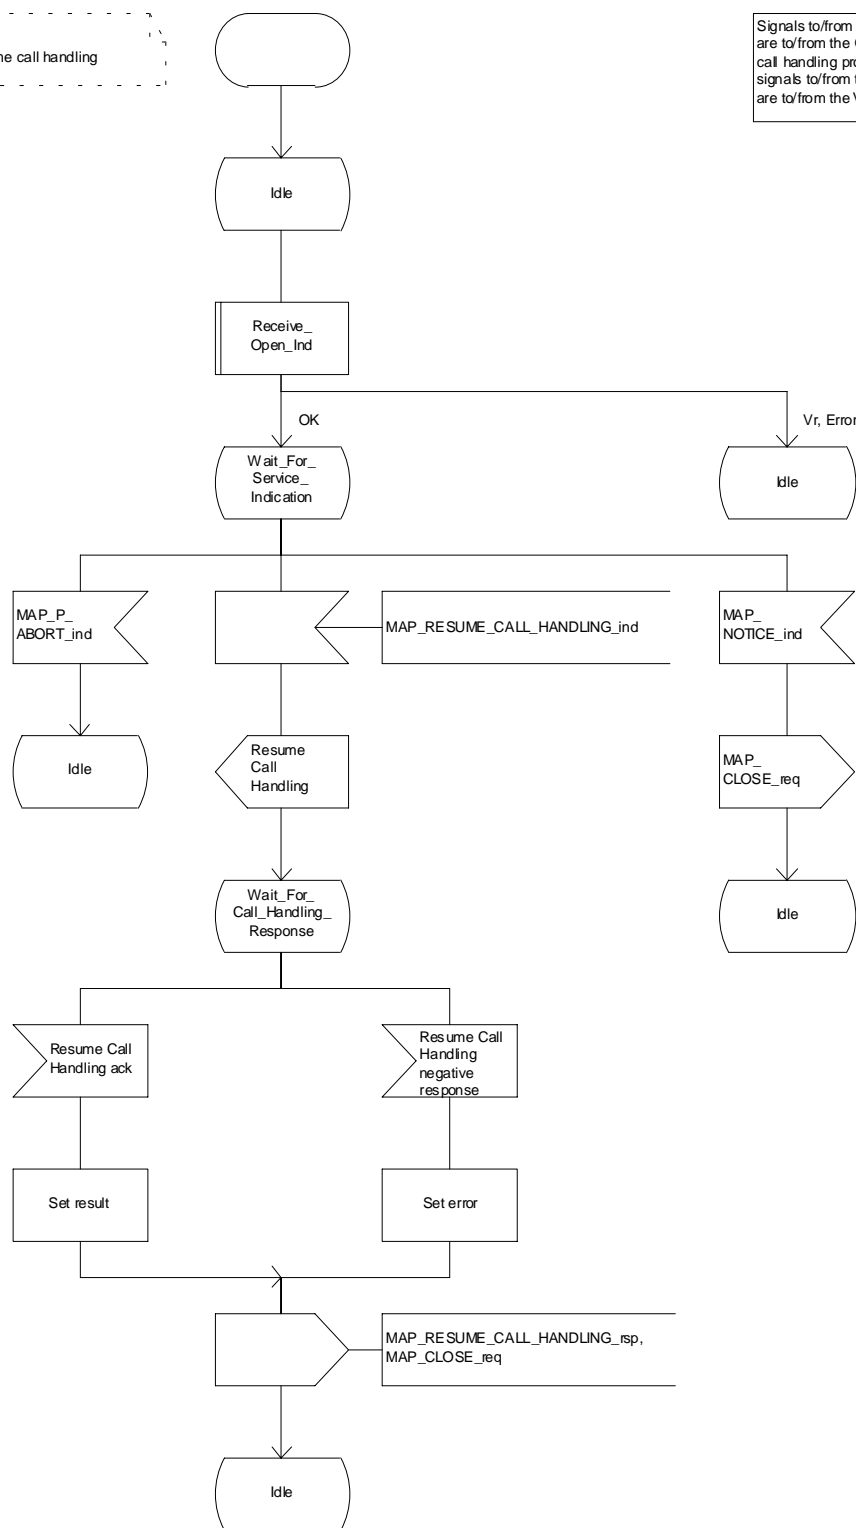 call handling
Signals to/from
are to/from the
call handling
signals to/from
are to/from the
Idle
Receive_
Open_Ind
OK
Vr, Error
Wait_For_
Service_
Indication
Idle
MAP_P_
ABORT_ind
MAP_RESUME_CALL_HANDLING_ind
MAP_
NOTICE_ind
Idle
Resume
Call
Handling
MAP_
CLOSE_req
Wait_For_
Call_Handling_
Response
Idle
Resume Call
Handling ack
Resume Call
Handling
negative
response
Set result
Set error
MAP_RESUME_CALL_HANDLING_rsp,
MAP_CLOSE_req
Idle